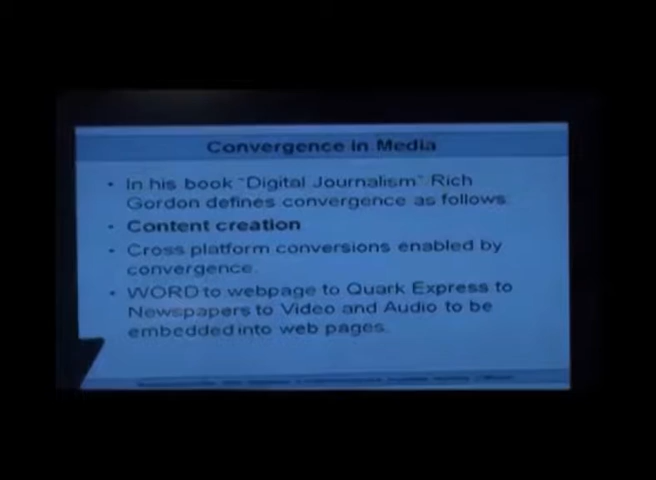 Convergence in Media
• In his book "Digital Journalism" Rich
Gordon defines convergence as follows
• Content creation
• Cross platform conversions enabled by
convergence.
• WORD to webpage to Quark Express to
Newspapers to Video and Audio to be
embedded into web pages.